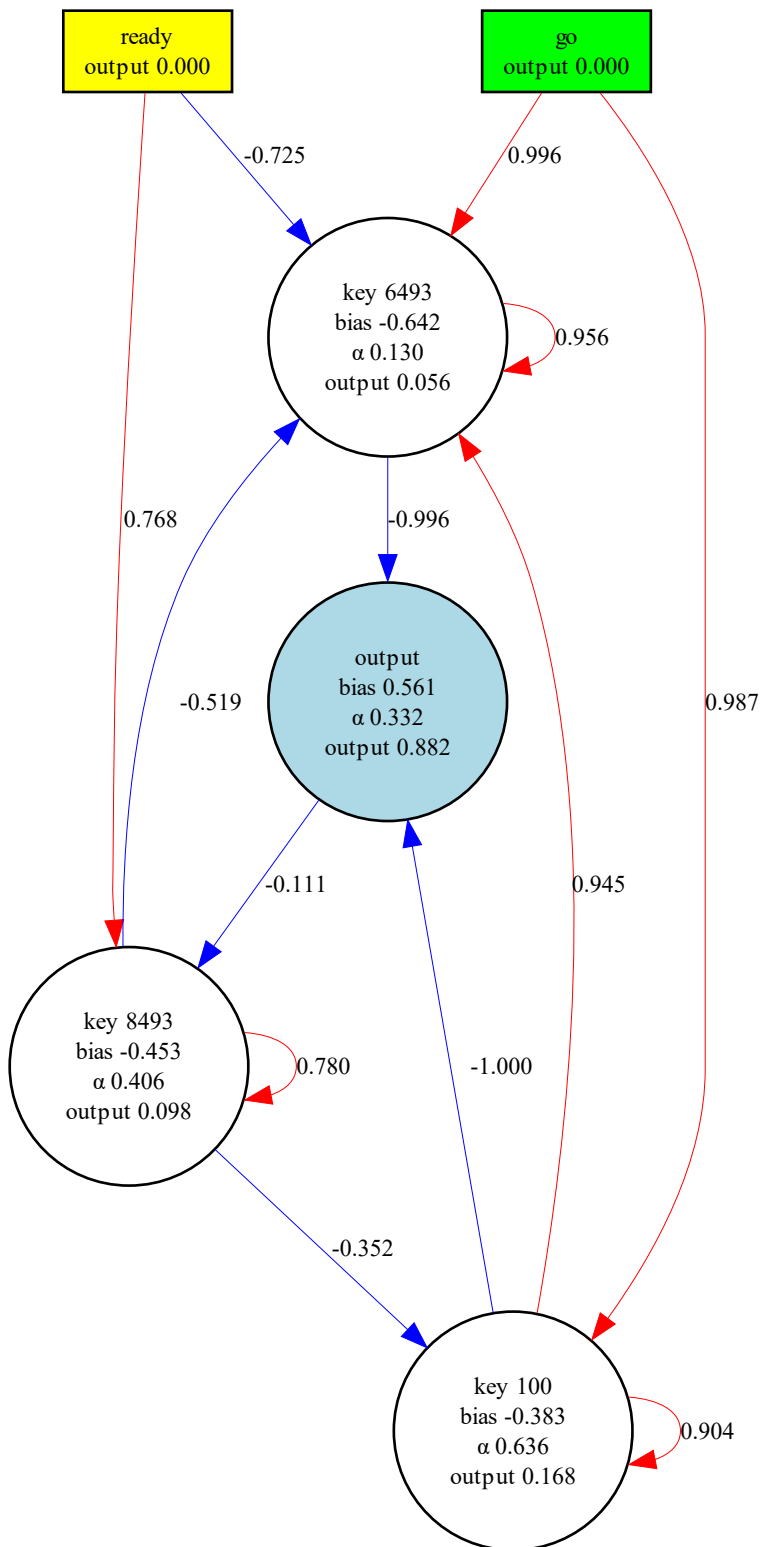 ready
output 0.000
go
output 0.000
-0.725
0.996
key 6493
bias -0.642
α 0.130
output 0.056
0.956
0.768
-0.996
-0.519
output
bias 0.561
α 0.332
output 0.882
0.987
-0.111
0.945
key 8493
bias -0.453
α 0.406
output 0.098
0.780
-1.000
-0.352
key 100
bias -0.383
α 0.636
output 0.168
0.904